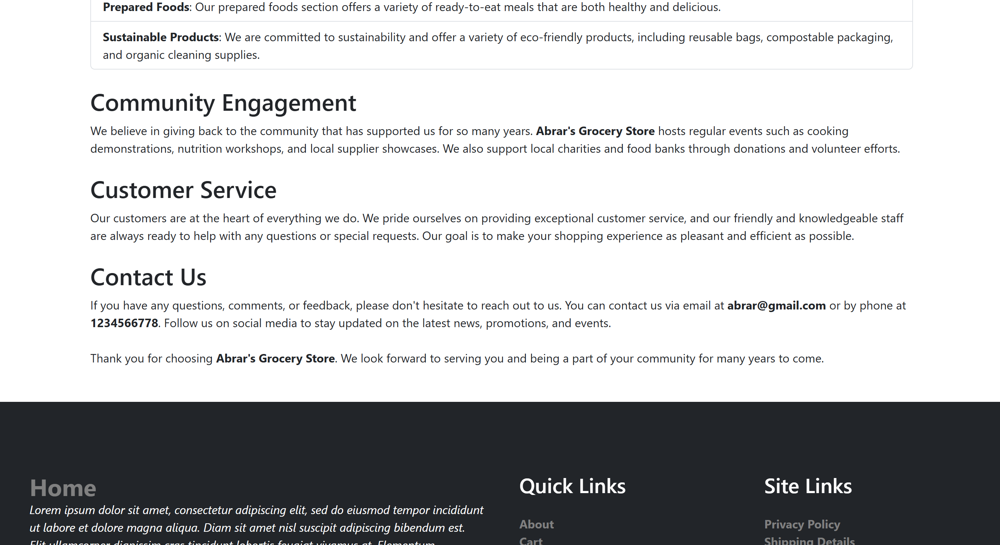 Prepared Foods: Our prepared foods section offers a variety of ready-to-eat meals that are both healthy and delicious.
Sustainable Products: We are committed to sustainability and offer a variety of eco-friendly products, including reusable bags, compostable packaging,
and organic cleaning supplies.
Community Engagement
We believe in giving back to the community that has supported us for so many years. Abrar's Grocery Store hosts regular events such as cooking
demonstrations, nutrition workshops, and local supplier showcases. We also support local charities and food banks through donations and volunteer efforts.
Customer Service
Our customers are at the heart of everything we do. We pride ourselves on providing exceptional customer service, and our friendly and knowledgeable staff
are always ready to help with any questions or special requests. Our goal is to make your shopping experience as pleasant and efficient as possible.
Contact Us
If you have any questions, comments, or feedback, please don't hesitate to reach out to us. You can contact us via email at abrar@gmail.com or by phone at
1234566778. Follow us on social media to stay updated on the latest news, promotions, and events.
Thank you for choosing Abrar's Grocery Store. We look forward to serving you and being a part of your community for many years to come.
Home
Lorem ipsum dolor sit amet, consectetur adipiscing elit, sed do eiusmod tempor incididunt
ut labore et dolore magna aliqua. Diam sit amet nisl suscipit adipiscing bibendum est.
Elit ullamcorper dignissim cras tincidunt lobortis feugiat vivamus at. Elementum
Quick Links
About
Cart
Site Links
Privacy Policy
Shipping Details